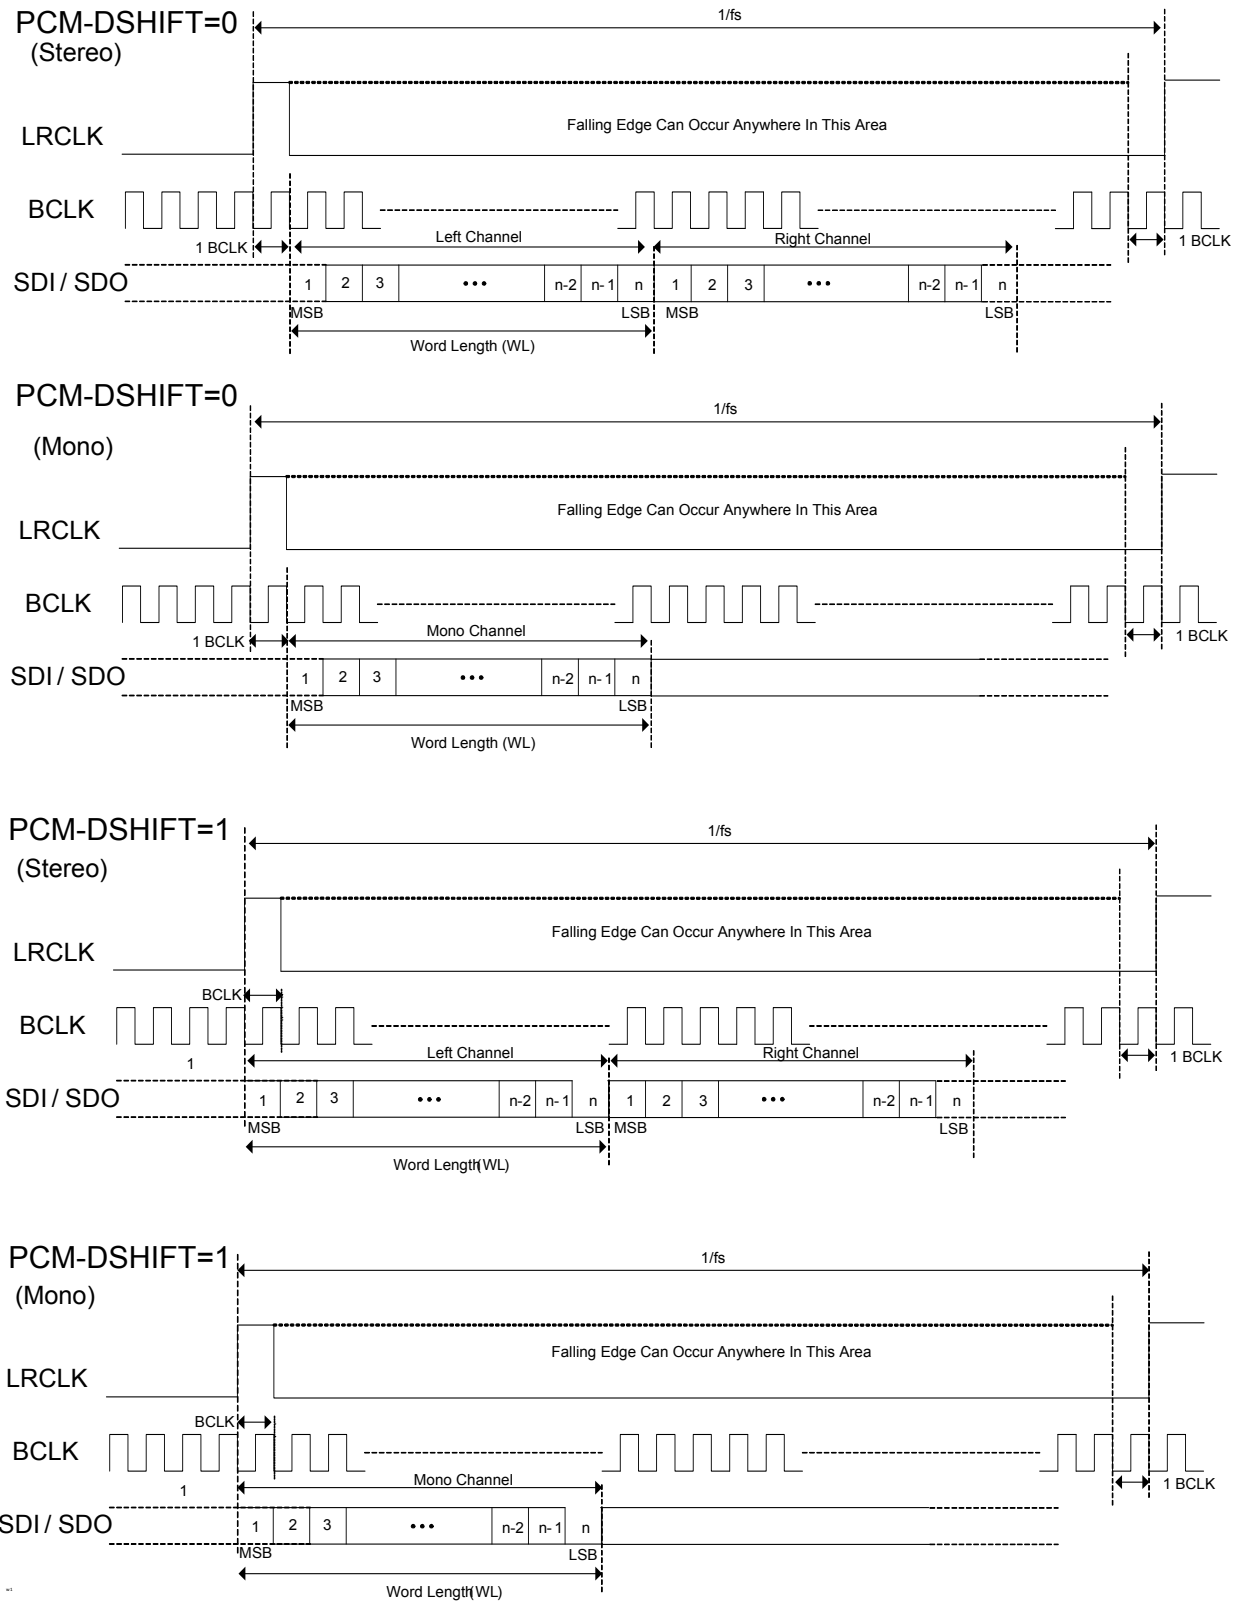 PCM-DSHIFT=0
(Stereo)
1/fs
LRCLK
Falling Edge Can Occur Anywhere In This Area
BCLK
1 BCLK
Left Channel
Right Channel
1 BCLK
SDI / SDO
1 2 3 ••• n-2 n-1 n 1 2 3 ••• n-2 n-1 n
MSB LSB MSB LSB
Word Length (WL)
PCM-DSHIFT=0
(Mono)
1/fs
LRCLK
Falling Edge Can Occur Anywhere In This Area
BCLK
1 BCLK
Mono Channel
1 BCLK
SDI / SDO
1 2 3 ••• n-2 n-1 n
MSB LSB
Word Length (WL)
PCM-DSHIFT=1
(Stereo)
1/fs
LRCLK
Falling Edge Can Occur Anywhere In This Area
BCLK
BCLK
1
Left Channel
Right Channel
1 BCLK
SDI / SDO
1 2 3 ••• n-2 n-1 n 1 2 3 ••• n-2 n-1 n
MSB LSB MSB LSB
Word Length (WL)
PCM-DSHIFT=1
(Mono)
1/fs
LRCLK
Falling Edge Can Occur Anywhere In This Area
BCLK
BCLK
1
Mono Channel
1 BCLK
SDI / SDO
1 2 3 ••• n-2 n-1 n
MSB LSB
Word Length (WL)